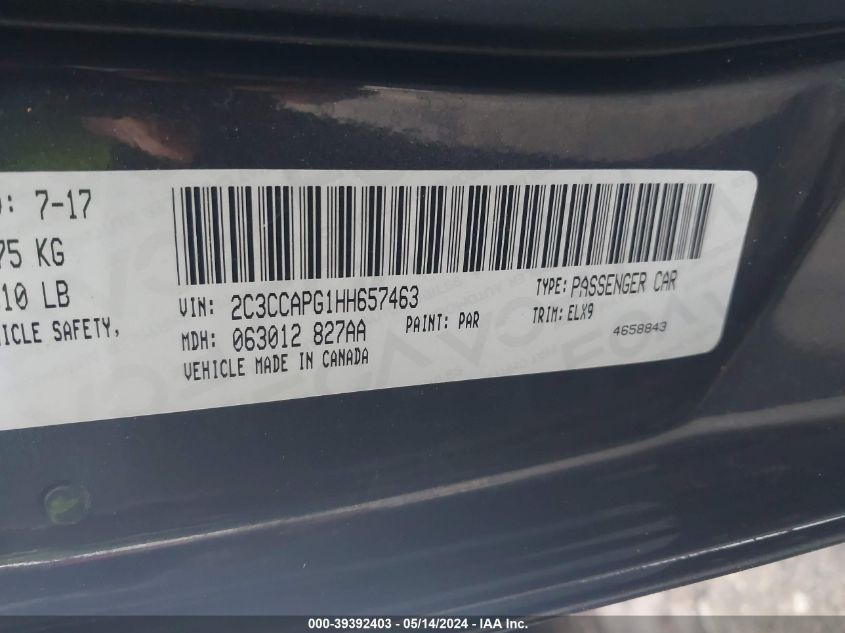 : 7-17
75 KG
10 LB
HICLE SAFETY,
VIN: 2C3CCAPG1HH657463
TYPE: PASSENGER CAR
MDH: 063012 827AA
PAINT: PAR
TRIM: ELX9
VEHICLE MADE IN CANADA
4658843
000-39392403 - 05/14/2024 - IAA Inc.